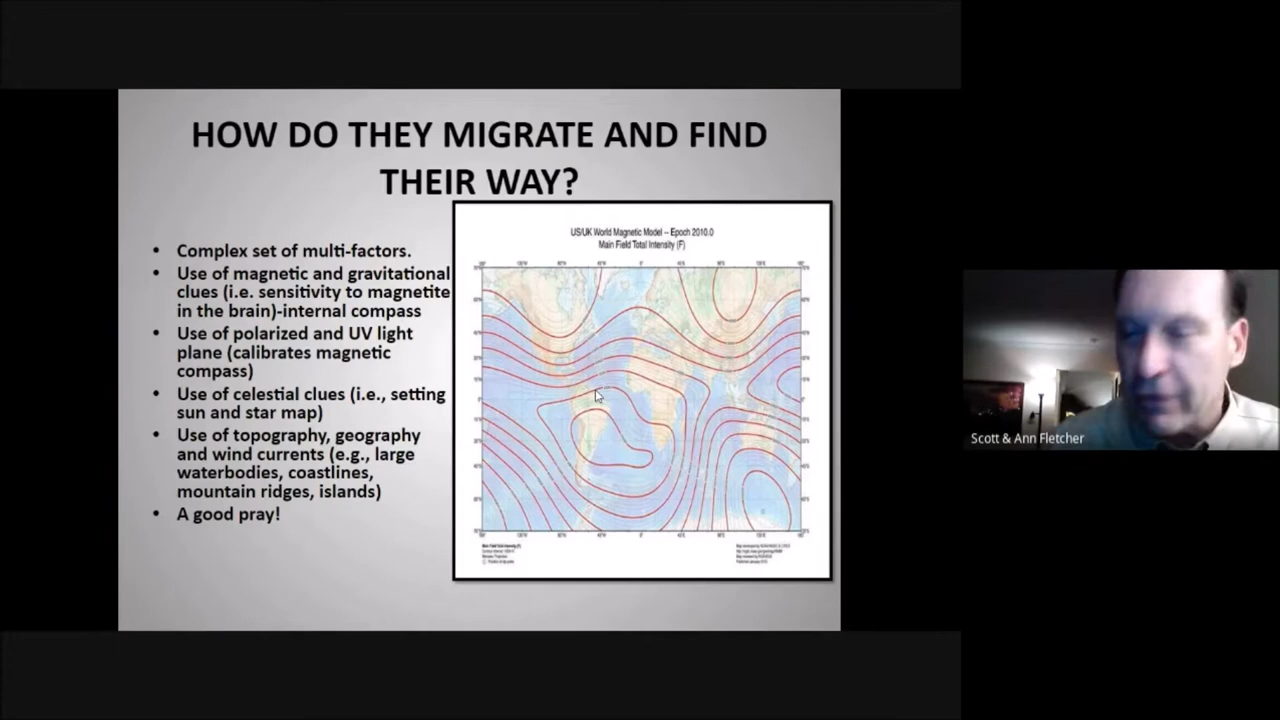 HOW DO THEY MIGRATE AND FIND
THEIR WAY?
• Complex set of multi-factors.
• Use of magnetic and gravitational
clues (i.e. sensitivity to magnetite
in the brain)-internal compass
• Use of polarized and UV light
plane (calibrates magnetic
compass)
• Use of celestial clues (i.e., setting
sun and star map)
• Use of topography, geography
and wind currents (e.g., large
waterbodies, coastlines,
mountain ridges, islands)
• A good pray!
US/UK World Magnetic Model -- Epoch 2010.0
Main Field Total Intensity (F)
Scott & Ann Fletcher